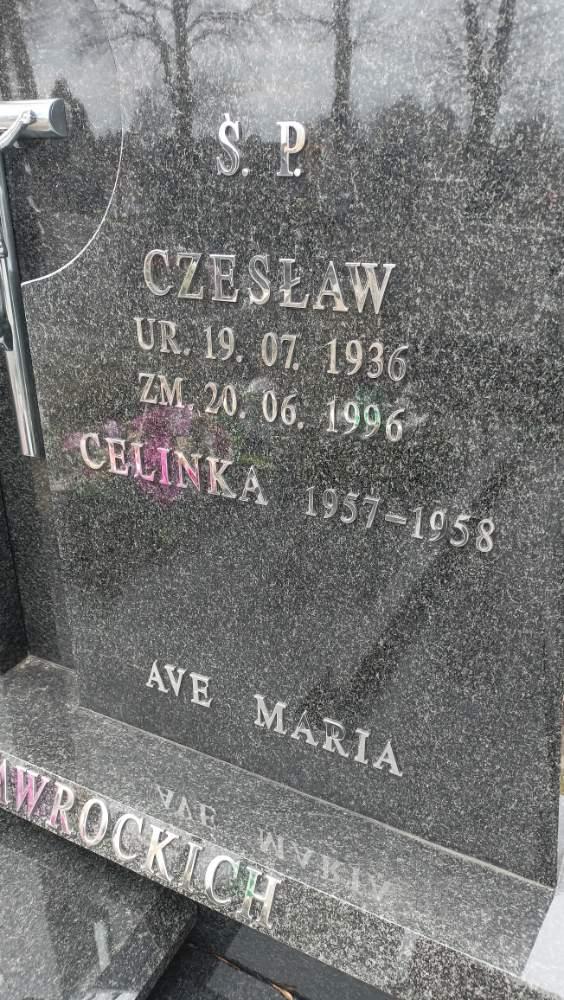 Ś. P.
CZESŁAW
UR. 19. 07. 1936
ZM. 20. 06. 1996
CELINKA 1957-1958
AVE MARIA